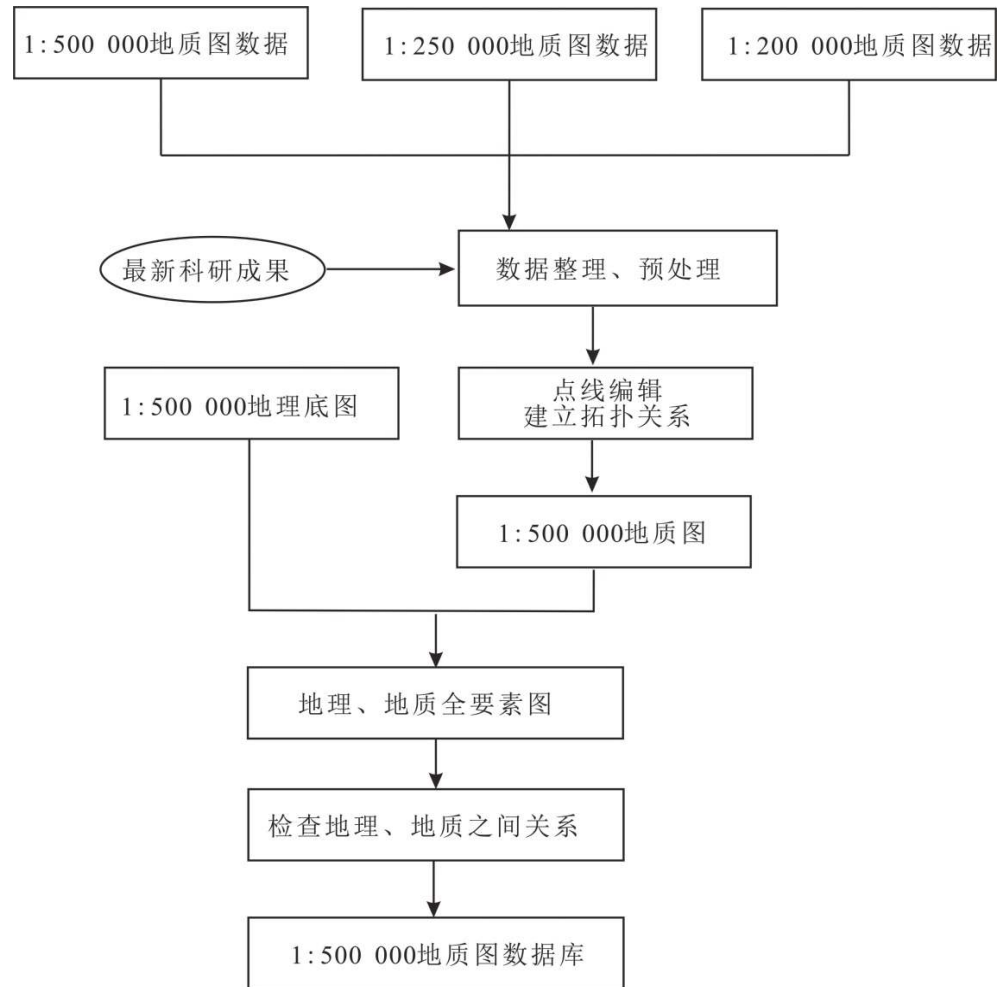 1:500 000地质图数据
1:250 000地质图数据
1:200 000地质图数据
最新科研成果
数据整理、预处理
1:500 000地理底图
点线编辑
建立拓扑关系
1:500 000地质图
地理、地质全要素图
检查地理、地质之间关系
1:500 000地质图数据库